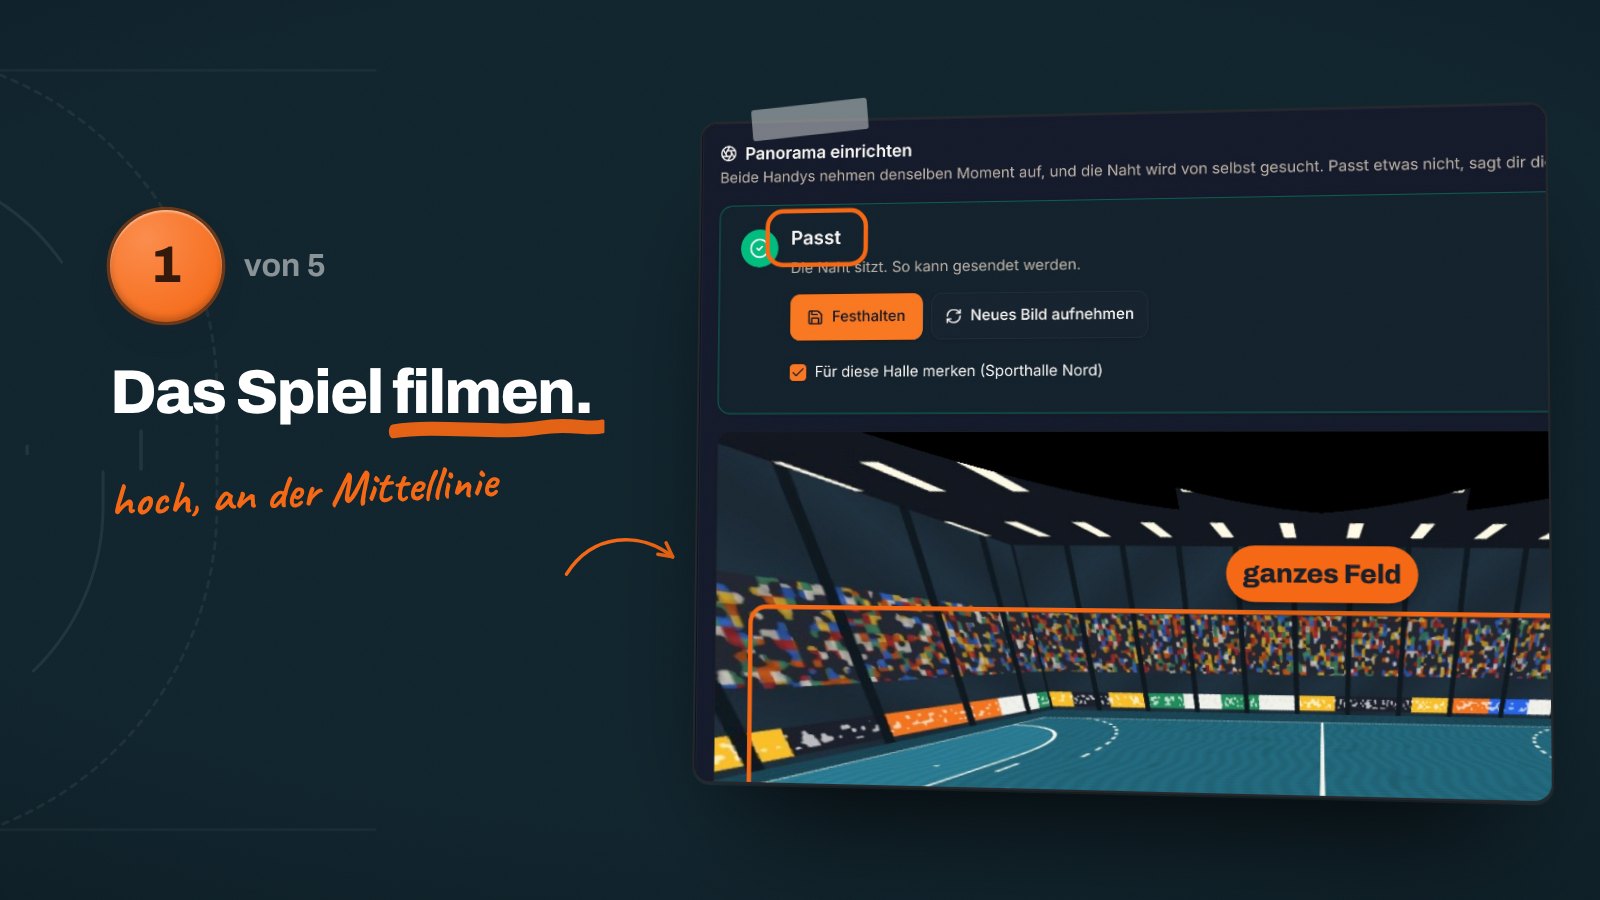 1
von 5
Das Spiel filmen.
hoch, an der Mittellinie
Panorama einrichten
Beide Handys nehmen denselben Moment auf, und die Naht wird von selbst gesucht. Passt etwas nicht, sagt dir di
Passt
Die Naht sitzt. So kann gesendet werden.
Festhalten
Neues Bild aufnehmen
Für diese Halle merken (Sporthalle Nord)
ganzes Feld